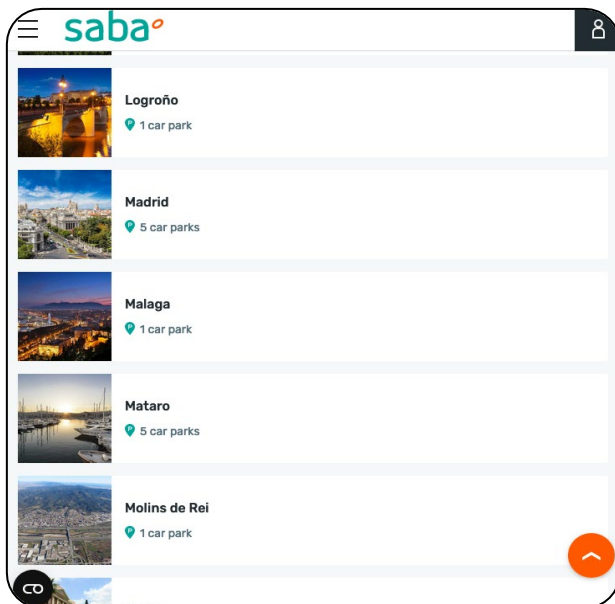 saba
Logroño
1 car park
Madrid
5 car parks
Malaga
1 car park
Mataro
5 car parks
Molins de Rei
1 car park